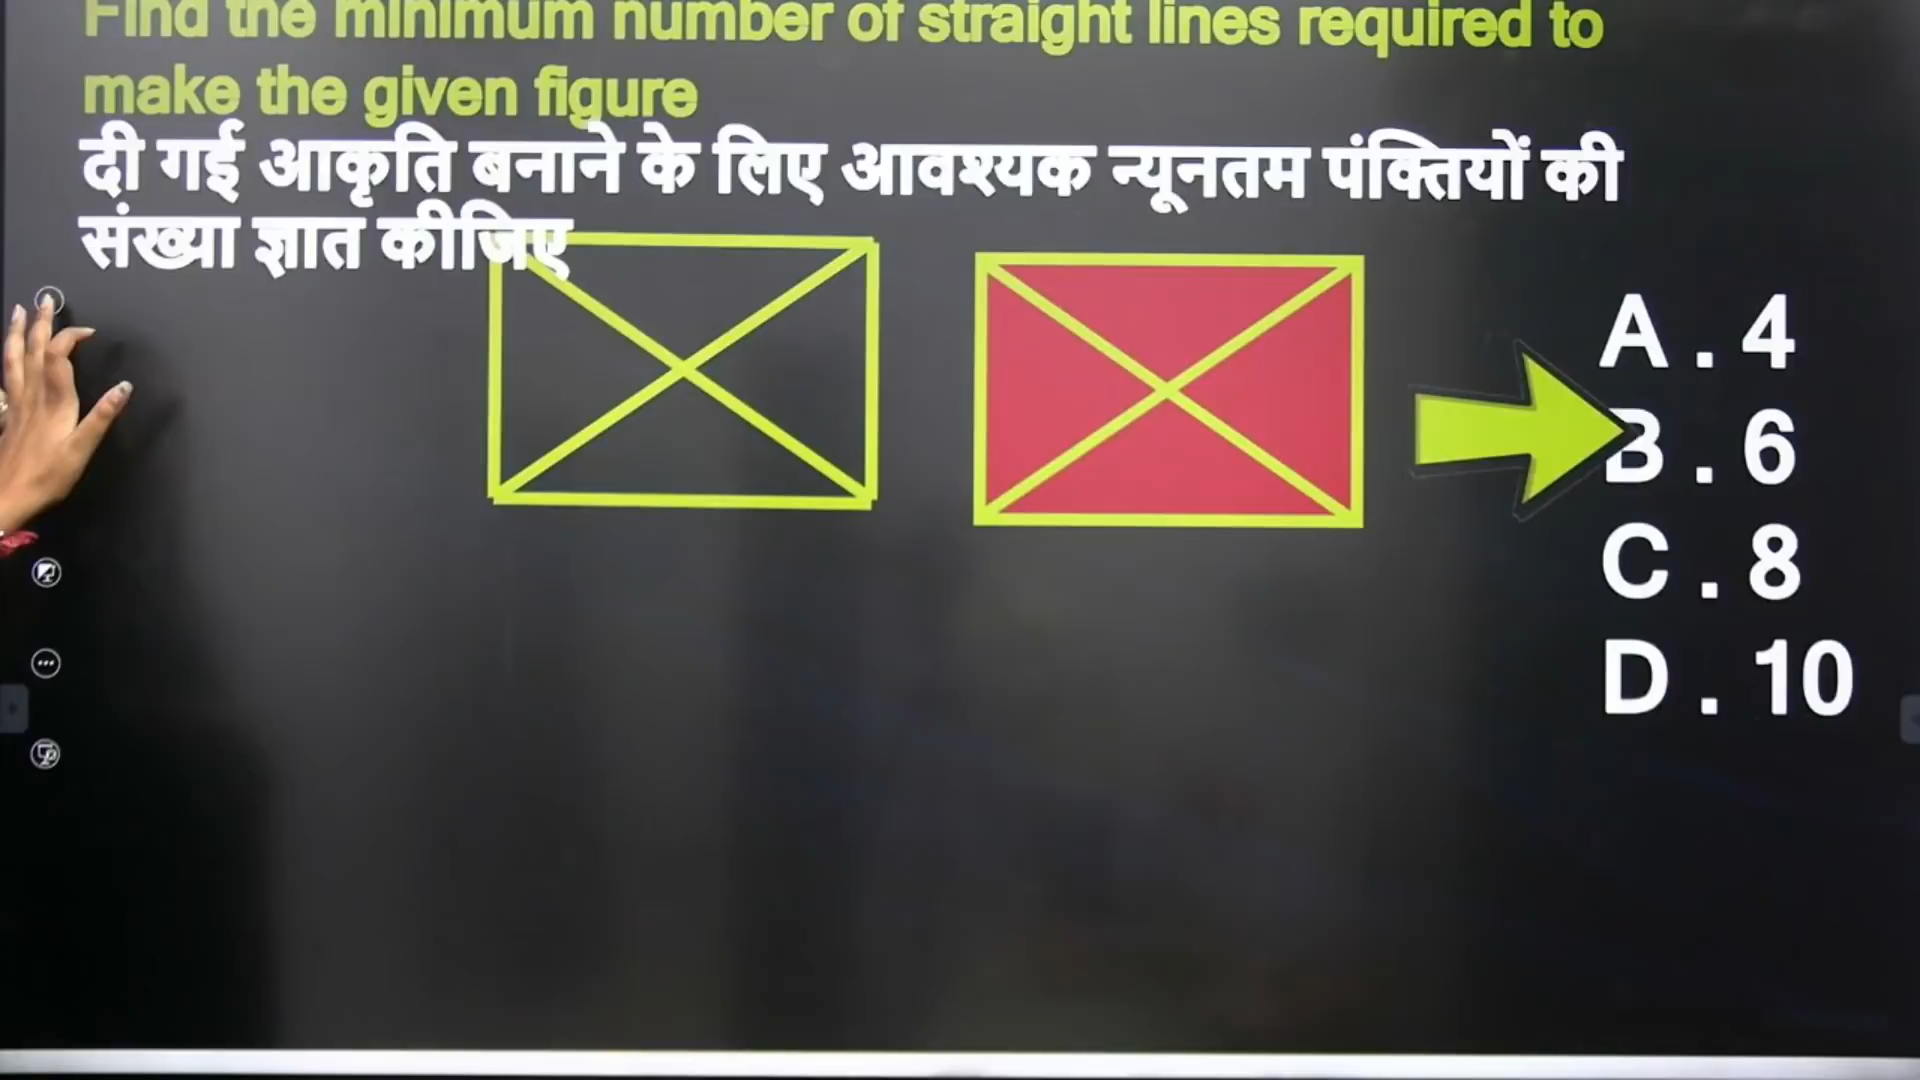 Find the minimum number of straight lines required to
make the given figure
दी गई आकृति बनाने के लिए आवश्यक न्यूनतम पंक्तियों की
संख्या ज्ञात कीजिए
A . 4
B . 6
C . 8
D . 10